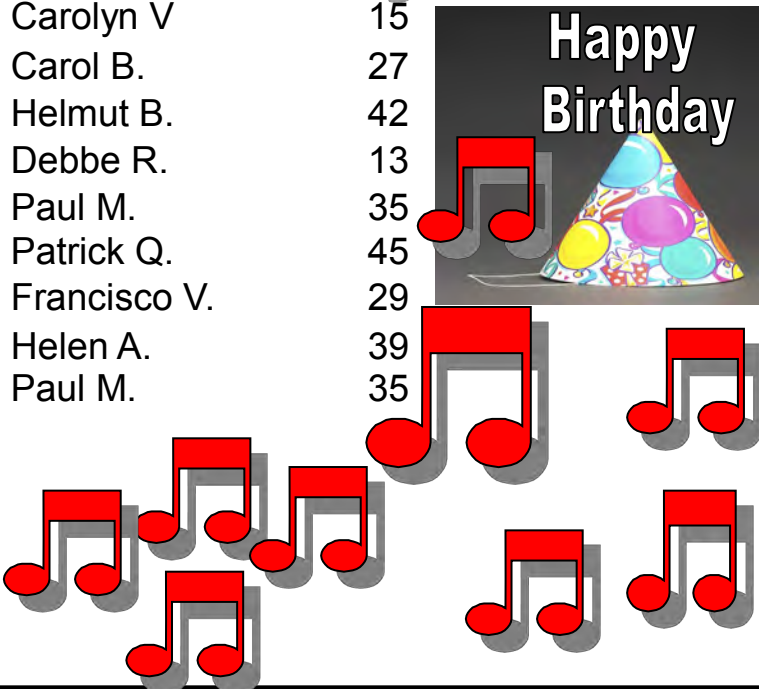 Carolyn V 15
Carol B. 27
Helmut B. 42
Debbe R. 13
Paul M. 35
Patrick Q. 45
Francisco V. 29
Helen A. 39
Paul M. 35
Happy
Birthday